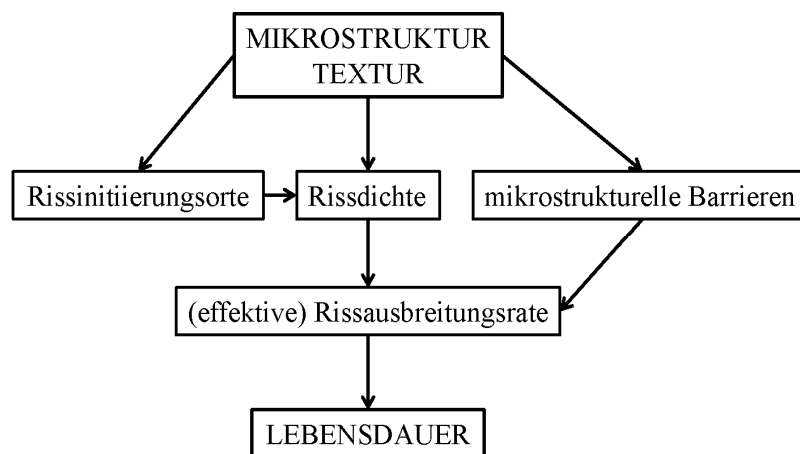 MIKROSTRUKTUR
TEXTUR
Rissinitiierungsorte
Rissdichte
mikrostrukturelle Barrieren
(effektive) Rissausbreitungsrate
LEBENSDAUER